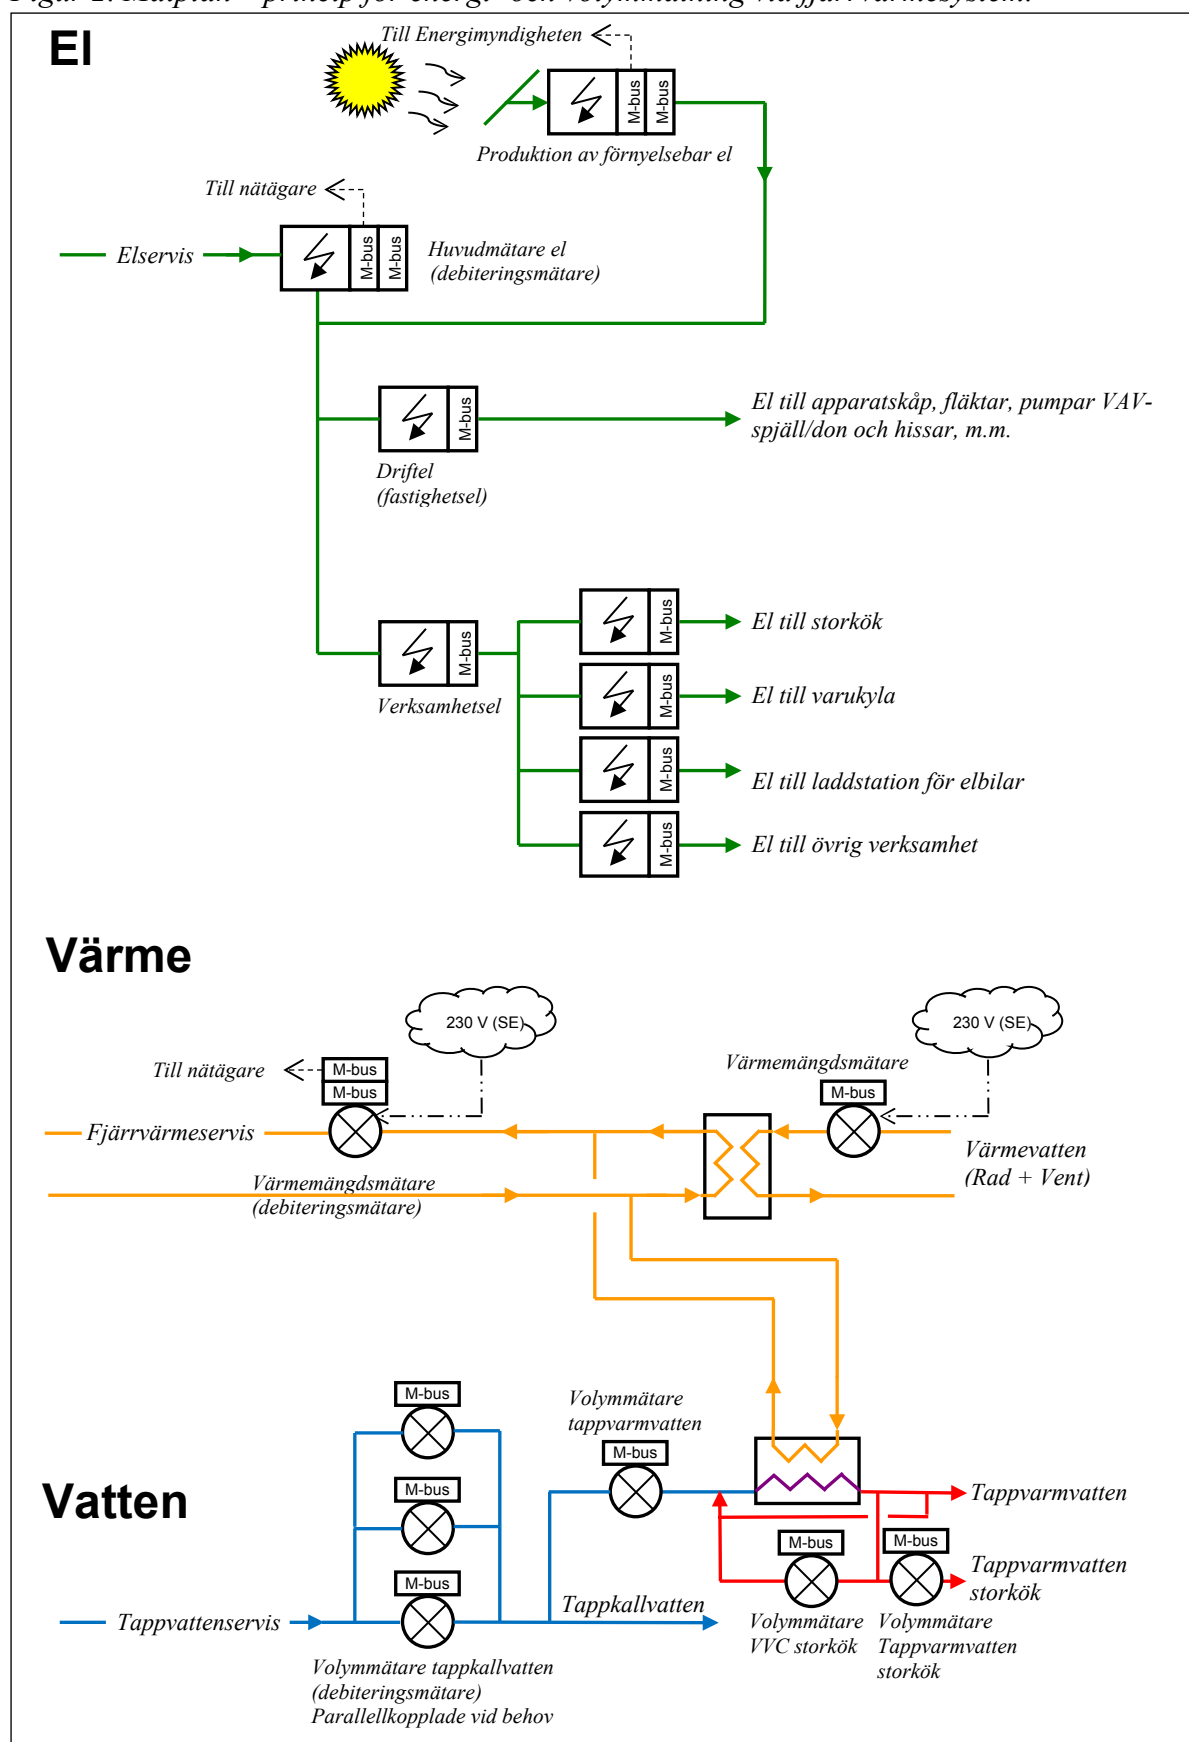 El
Till Energimyndigheten
M-bus
M-bus
Produktion av förnyelsebar el
Till nätägare
Elservis
M-bus
M-bus
Huvudmätare el
(debiteringsmätare)
M-bus
El till apparatskåp, fläktar, pumpar VAV-
spjäll/don och hissar, m.m.
Driftel
(fastighetsel)
M-bus
El till storkök
M-bus
Verksamhetsel
M-bus
El till varukyla
M-bus
El till laddstation för elbilar
M-bus
El till övrig verksamhet
Värme
230 V (SE)
230 V (SE)
Till nätägare
M-bus
M-bus
Värmemängdsmätare
M-bus
Fjärrvärmeservis
Värmevatten
(Rad + Vent)
Värmemängdsmätare
(debiteringsmätare)
M-bus
Volymmätare
tappvarmvatten
M-bus
Vatten
M-bus
Tappvarmvatten
M-bus
M-bus
M-bus
Tappvarmvatten
storkök
Tappvattenservis
Tappkallvatten
Volymmätare
VVC storkök
Volymmätare
Tappvarmvatten
storkök
Volymmätare tappkallvatten
(debiteringsmätare)
Parallellkopplade vid behov